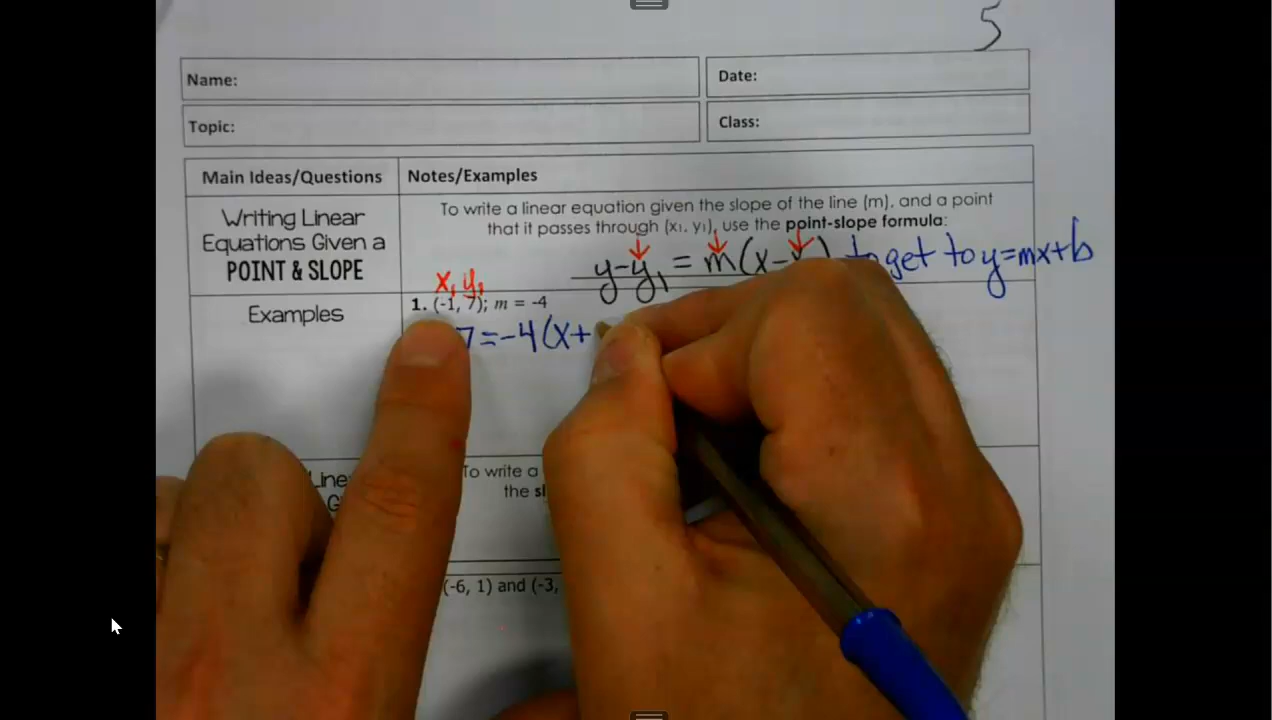 5
Name:
Date:
Topic:
Class:
Main Ideas/Questions
Notes/Examples
Writing Linear
Equations Given a
POINT & SLOPE
To write a linear equation given the slope of the line (m), and a point
that it passes through (x₁, y₁), use the point-slope formula:
y-y₁ = m(x- ) to get to y=mx+b
x₁ y₁
Examples
1. (-1, 7); m = -4
7=-4(x+
To write a
the
(-6, 1) and (-3,